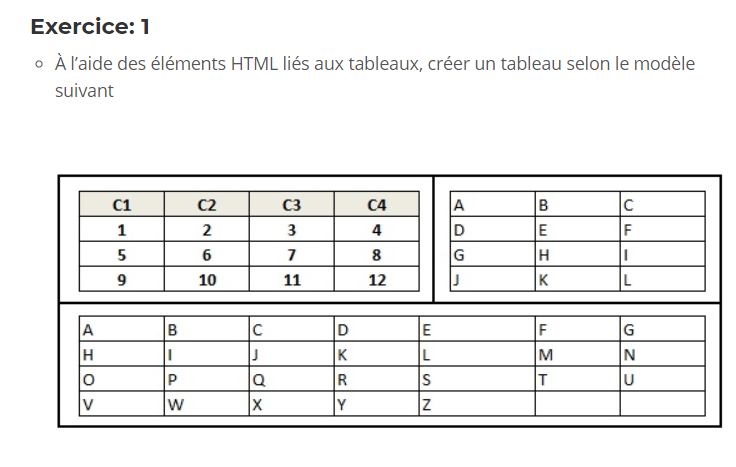 Exercice: 1
À l'aide des éléments HTML liés aux tableaux, créer un tableau selon le modèle
suivant
C1 C2 C3 C4
1 2 3 4
5 6 7 8
9 10 11 12
A B C
D E F
G H I
J K L
A B C D E F G
H I J K L M N
O P Q R S T U
V W X Y Z